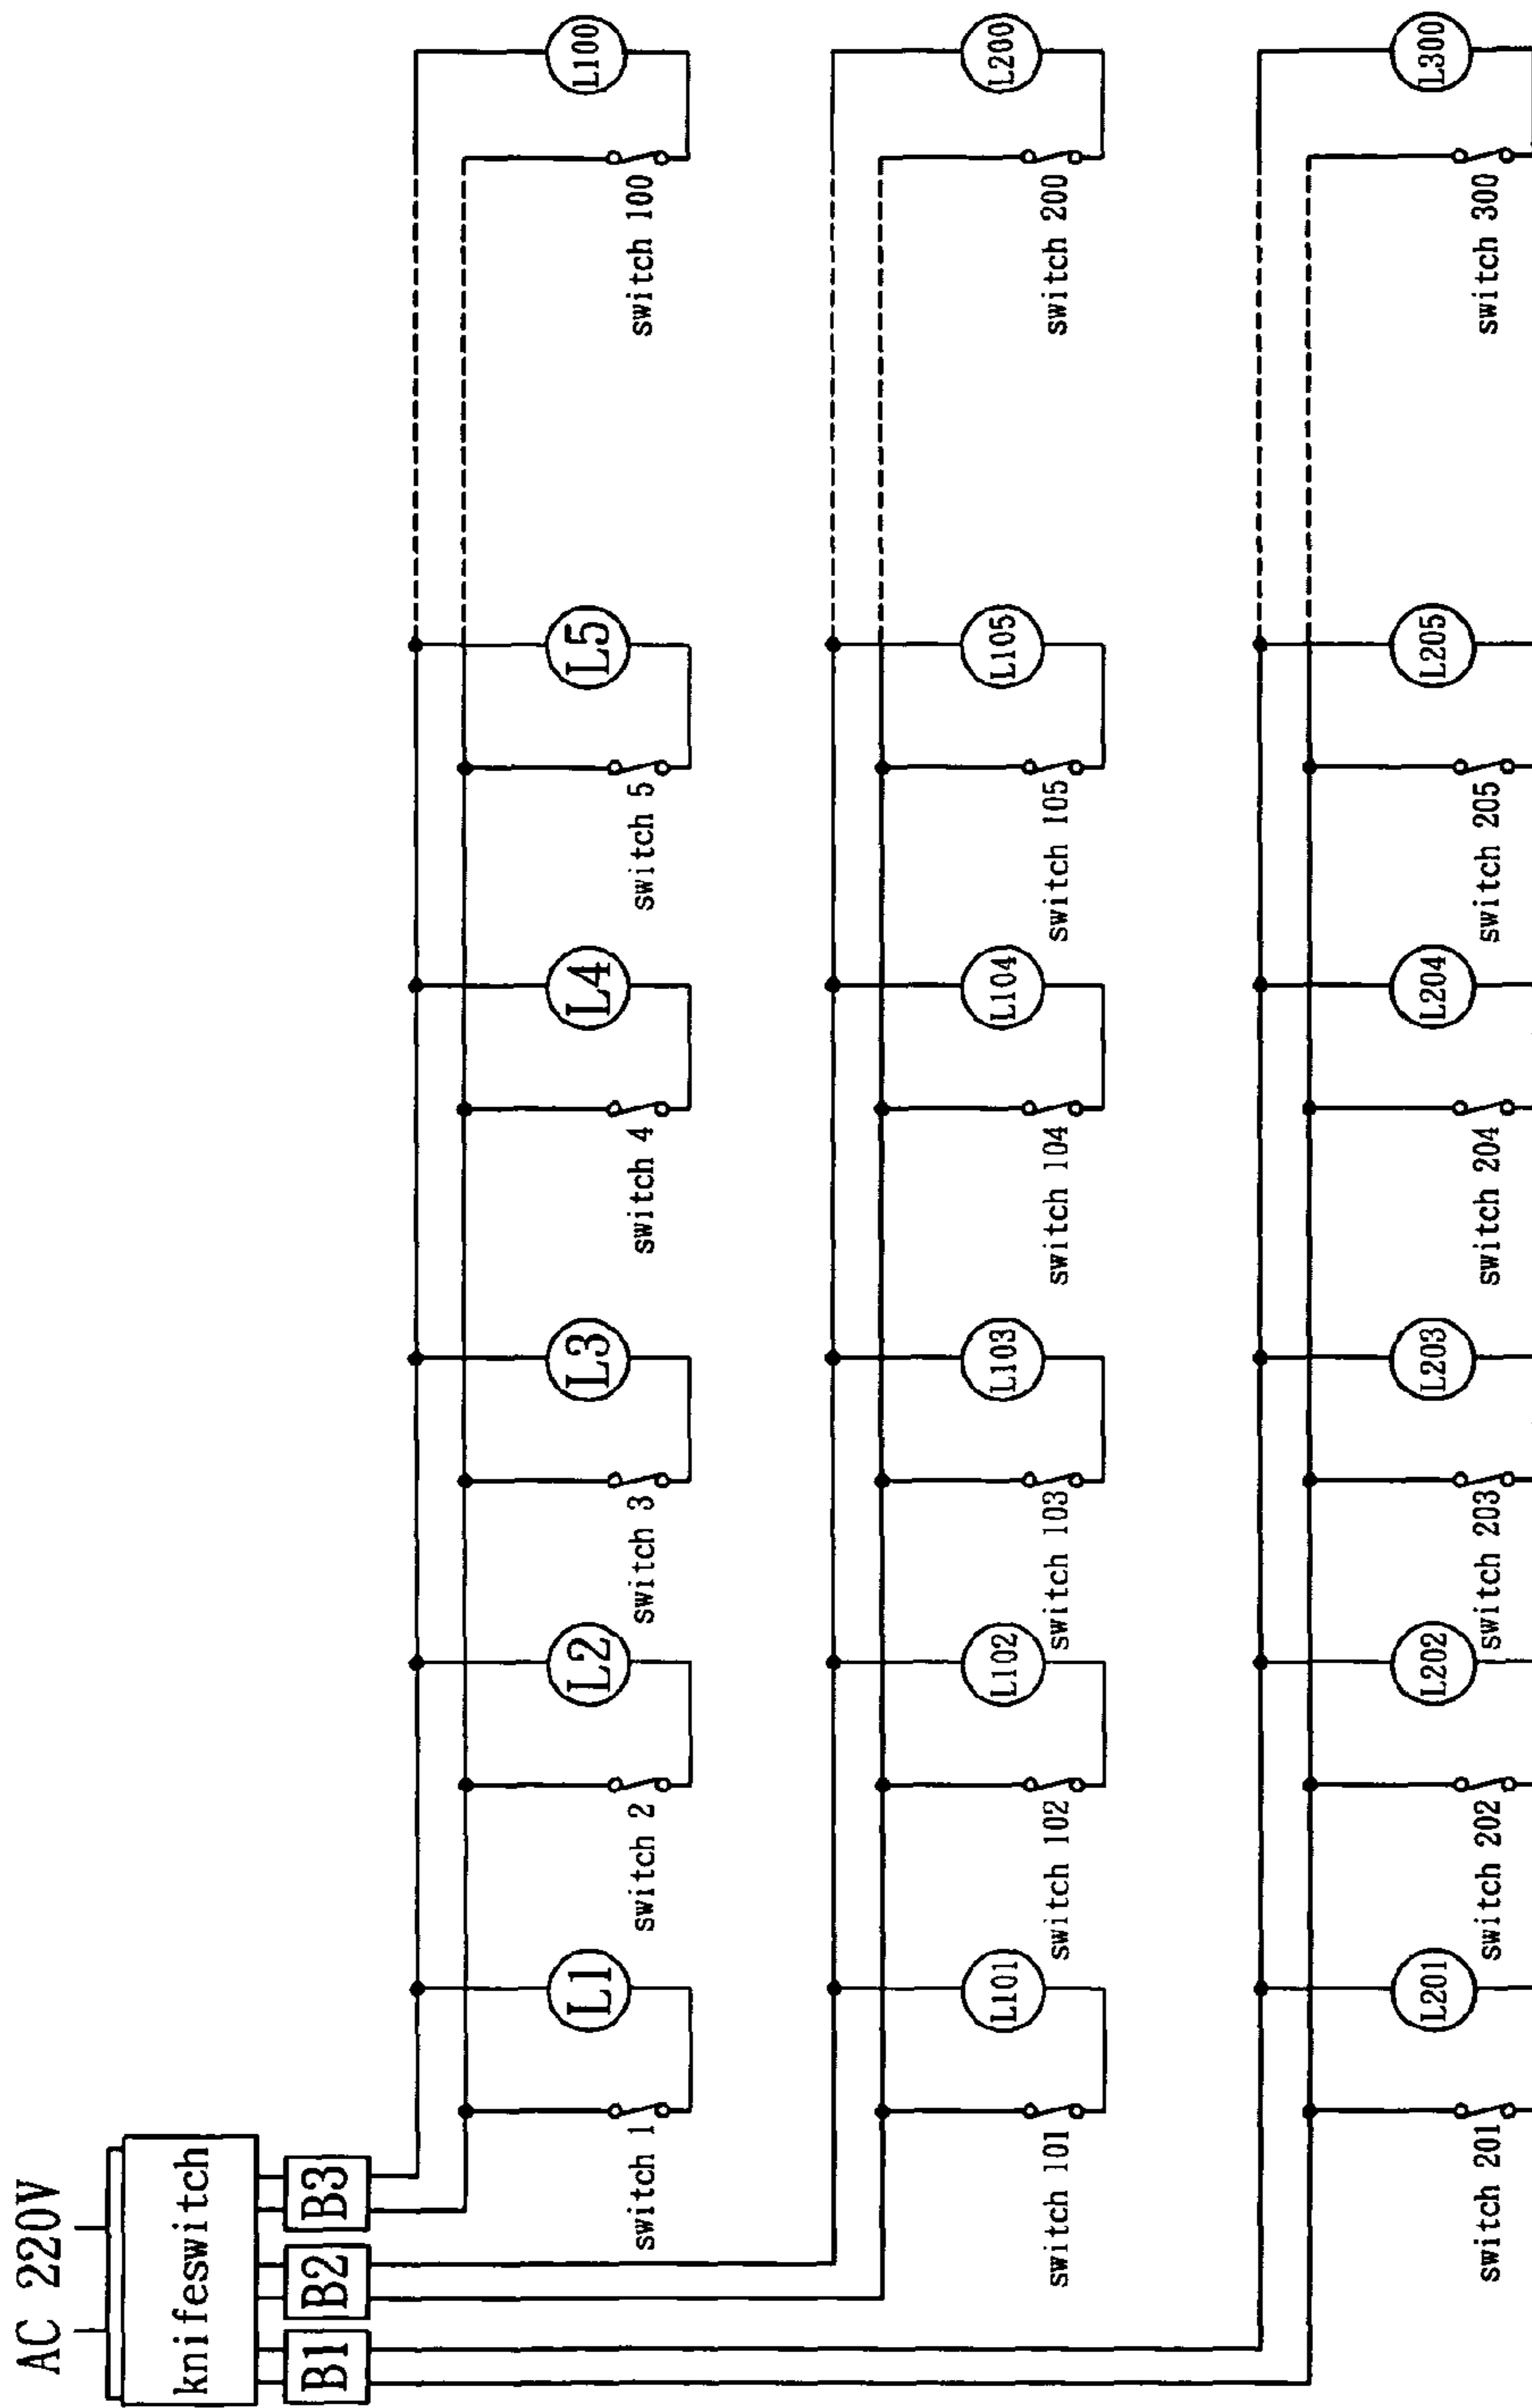 AC 220V
knifeswitch
B1
B2
B3
L1
L2
L3
L4
L5
L100
switch 1
switch 2
switch 3
switch 4
switch 5
switch 100
L101
L102
L103
L104
L105
L200
switch 101
switch 102
switch 103
switch 104
switch 105
switch 200
L201
L202
L203
L204
L205
L300
switch 201
switch 202
switch 203
switch 204
switch 205
switch 300